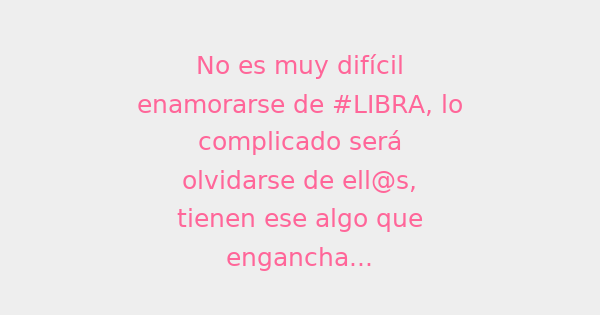 No es muy difícil
enamorarse de #LIBRA, lo
complicado será
olvidarse de ell@s,
tienen ese algo que
engancha...